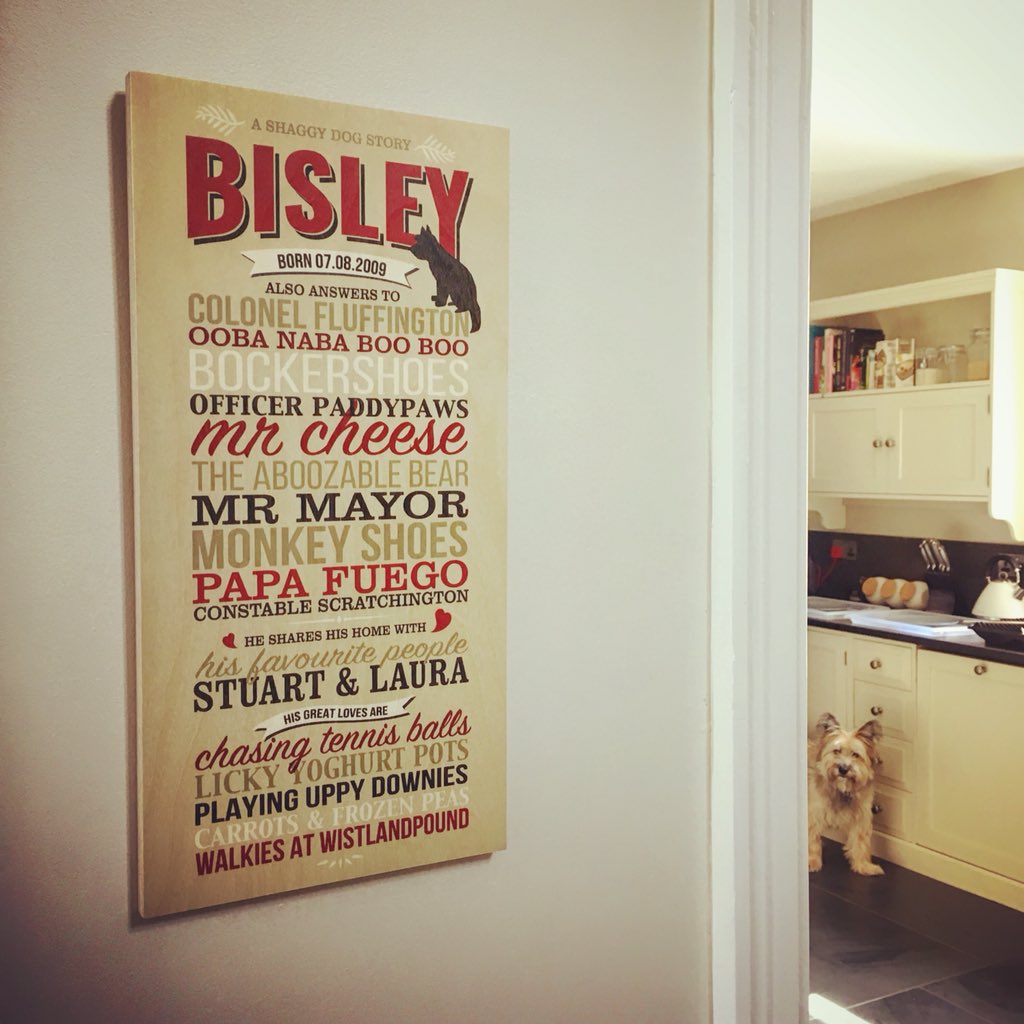 A SHAGGY DOG STORY
BISLEY
BORN 07.08.2009
ALSO ANSWERS TO
COLONEL FLUFFINGTON
OOBA NABA BOO BOO
BOCKERSHOES
OFFICER PADDYPAWS
mr cheese
THE ABOOZABLE BEAR
MR MAYOR
MONKEY SHOES
PAPA FUEGO
CONSTABLE SCRATCHINGTON
HE SHARES HIS HOME WITH
his favourite people
STUART & LAURA
HIS GREAT LOVES ARE
chasing tennis balls
LICKY YOGHURT POTS
PLAYING UPPY DOWNIES
CARROTS & FROZEN PEAS
WALKIES AT WISTLANDPOUND